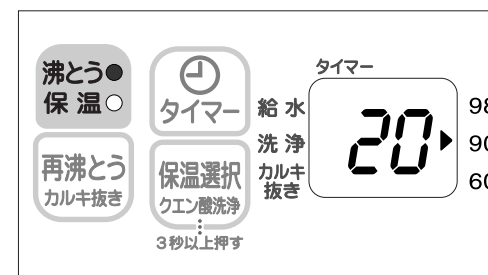 沸とう
保温
再沸とう
カルキ抜き
タイマー
保温選択
クエン酸洗浄
3秒以上押す
タイマー
給水
洗浄
カルキ
抜き
20
98
90
60